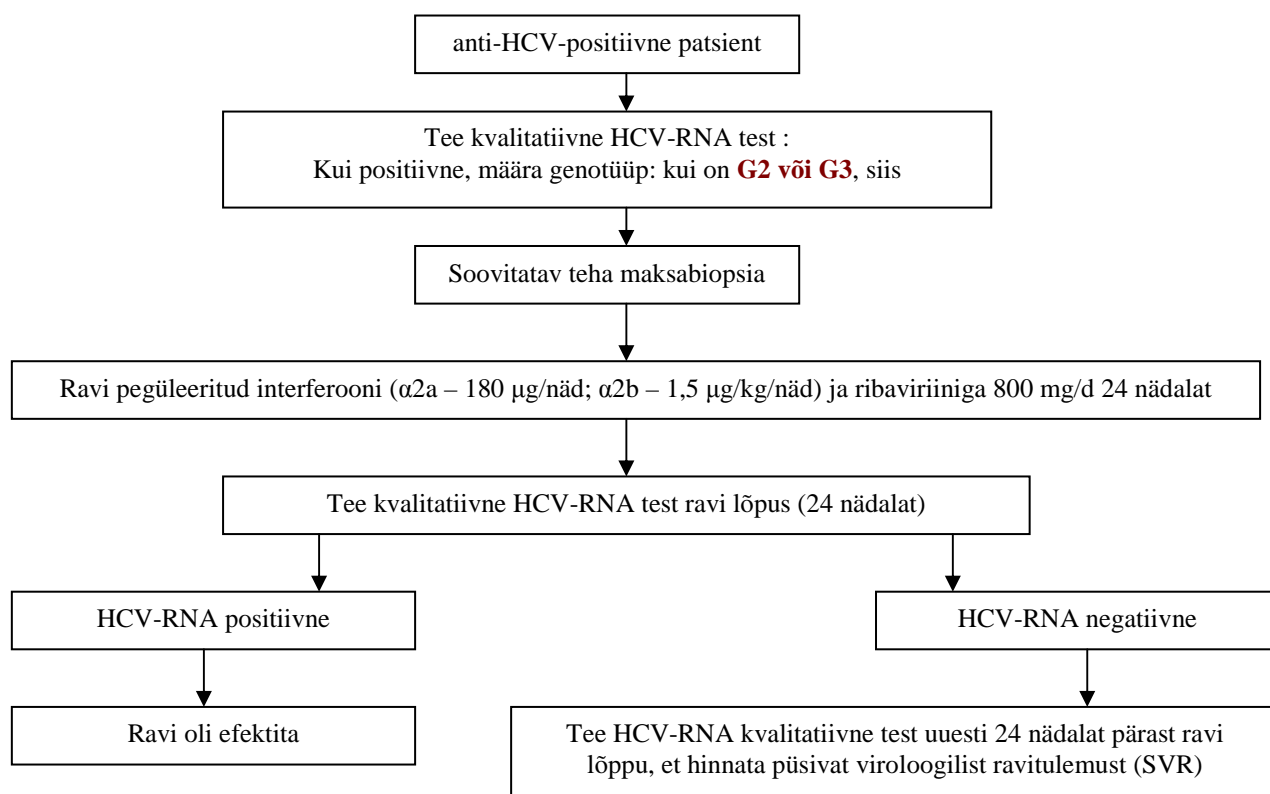 anti-HCV-positiivne patsient
Tee kvalitatiivne HCV-RNA test :
Kui positiivne, määra genotüüp: kui on G2 või G3, siis
Soovitatav teha maksabiopsia
Ravi pegüleeritud interferooni (α2a – 180 µg/näd; α2b – 1,5 µg/kg/näd) ja ribaviriiniga 800 mg/d 24 nädalat
Tee kvalitatiivne HCV-RNA test ravi lõpus (24 nädalat)
HCV-RNA positiivne
HCV-RNA negatiivne
Ravi oli efektita
Tee HCV-RNA kvalitatiivne test uuesti 24 nädalat pärast ravi
lõppu, et hinnata püsivat viroloogilist ravitulemust (SVR)